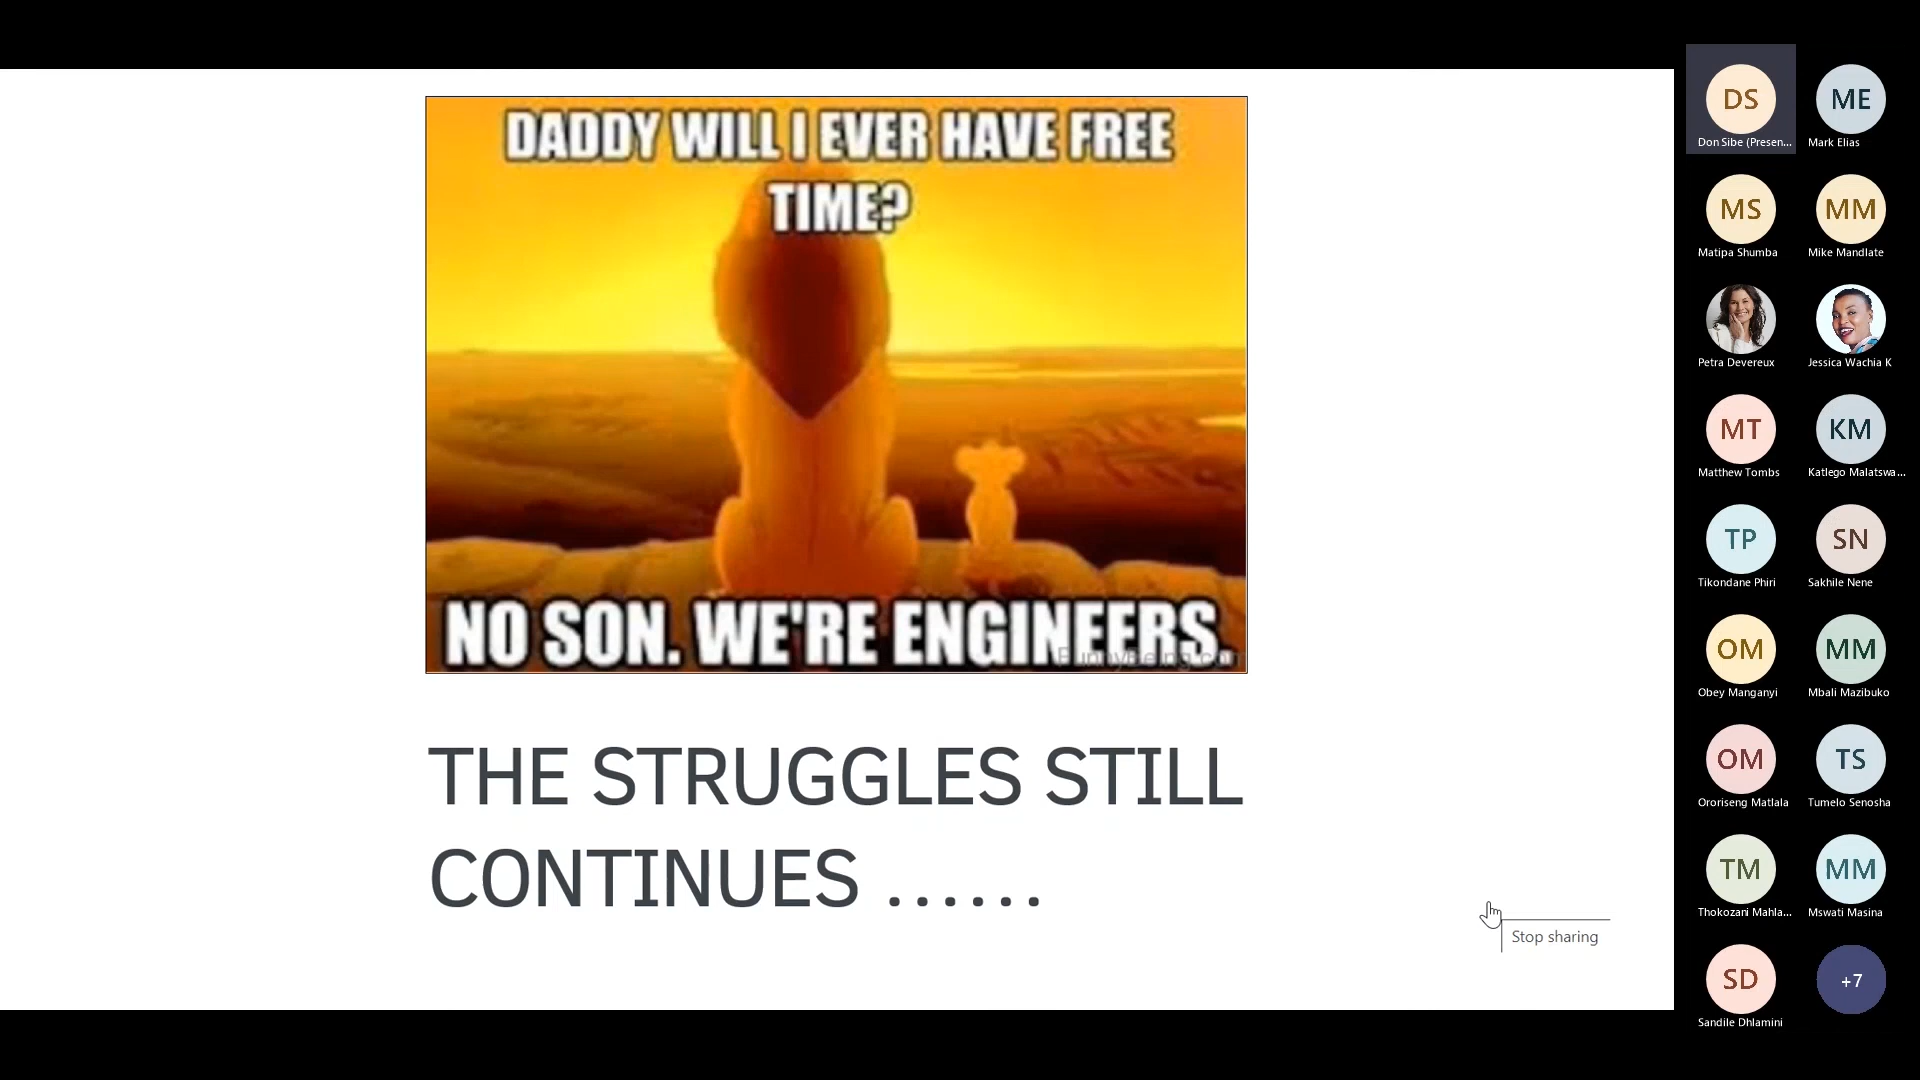 DADDY WILL I EVER HAVE FREE
TIME?
NO SON. WE'RE ENGINEERS.
FunnyBeing.com
THE STRUGGLES STILL
CONTINUES ......
Stop sharing
DS
Don Sibe (Presen...
ME
Mark Elias
MS
Matipa Shumba
MM
Mike Mandlate
Petra Devereux
Jessica Wachia K
MT
Matthew Tombs
KM
Katlego Malatswa...
TP
Tikondane Phiri
SN
Sakhile Nene
OM
Obey Manganyi
MM
Mbali Mazibuko
OM
Ororiseng Matlala
TS
Tumelo Senosha
TM
Thokozani Mahla...
MM
Mswati Masina
SD
Sandile Dhlamini
+7